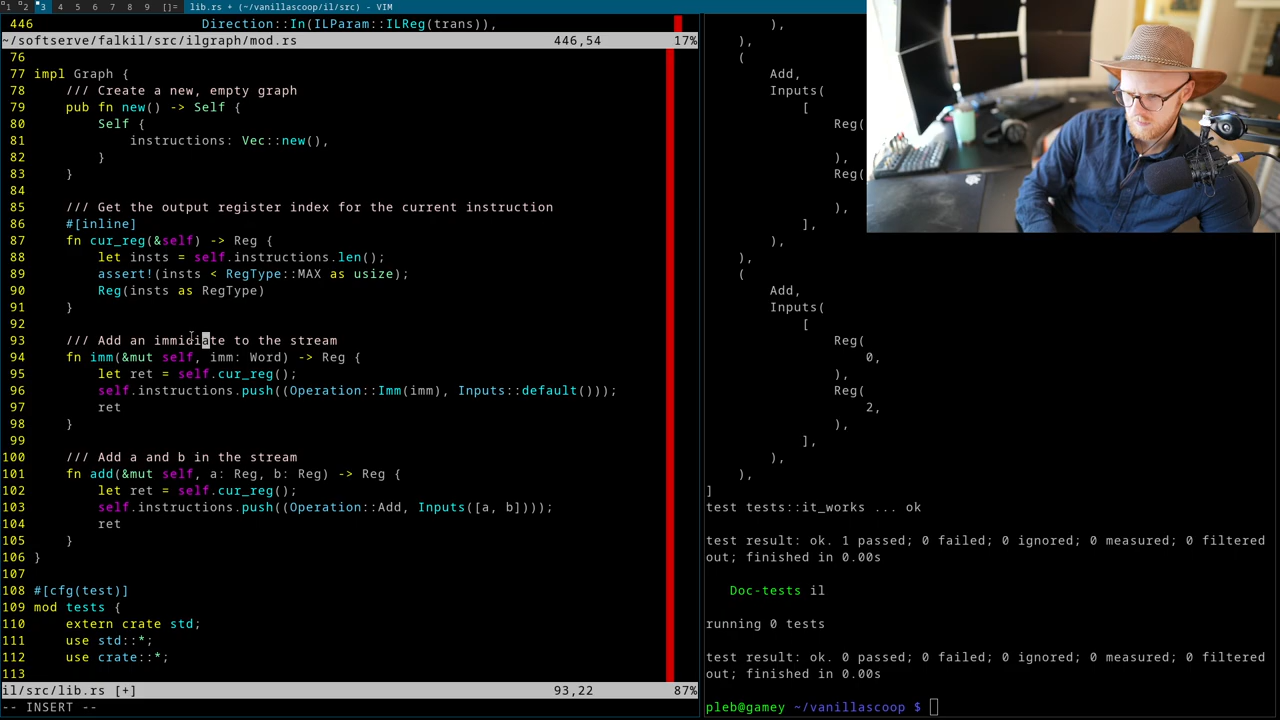 1 2 3 4 5 6 7 8 9 []= lib.rs + (~/vanillascoop/il/src) - VIM
446 Direction::In(ILParam::ILReg(trans)),
~/softserve/falkil/src/ilgraph/mod.rs 446,54 17%
76
77 impl Graph {
78 /// Create a new, empty graph
79 pub fn new() -> Self {
80 Self {
81 instructions: Vec::new(),
82 }
83 }
84
85 /// Get the output register index for the current instruction
86 #[inline]
87 fn cur_reg(&self) -> Reg {
88 let insts = self.instructions.len();
89 assert!(insts < RegType::MAX as usize);
90 Reg(insts as RegType)
91 }
92
93 /// Add an immidiate to the stream
94 fn imm(&mut self, imm: Word) -> Reg {
95 let ret = self.cur_reg();
96 self.instructions.push((Operation::Imm(imm), Inputs::default()));
97 ret
98 }
99
100 /// Add a and b in the stream
101 fn add(&mut self, a: Reg, b: Reg) -> Reg {
102 let ret = self.cur_reg();
103 self.instructions.push((Operation::Add, Inputs([a, b])));
104 ret
105 }
106 }
107
108 #[cfg(test)]
109 mod tests {
110 extern crate std;
111 use std::*;
112 use crate::*;
113
il/src/lib.rs [+] 93,22 87%
-- INSERT --
),
),
(
Add,
Inputs(
[
Reg(
),
Reg(
),
],
),
),
(
Add,
Inputs(
[
Reg(
0,
),
Reg(
2,
),
],
),
),
]
test tests::it_works ... ok
test result: ok. 1 passed; 0 failed; 0 ignored; 0 measured; 0 filtered
out; finished in 0.00s
Doc-tests il
running 0 tests
test result: ok. 0 passed; 0 failed; 0 ignored; 0 measured; 0 filtered
out; finished in 0.00s
pleb@gamey ~/vanillascoop $